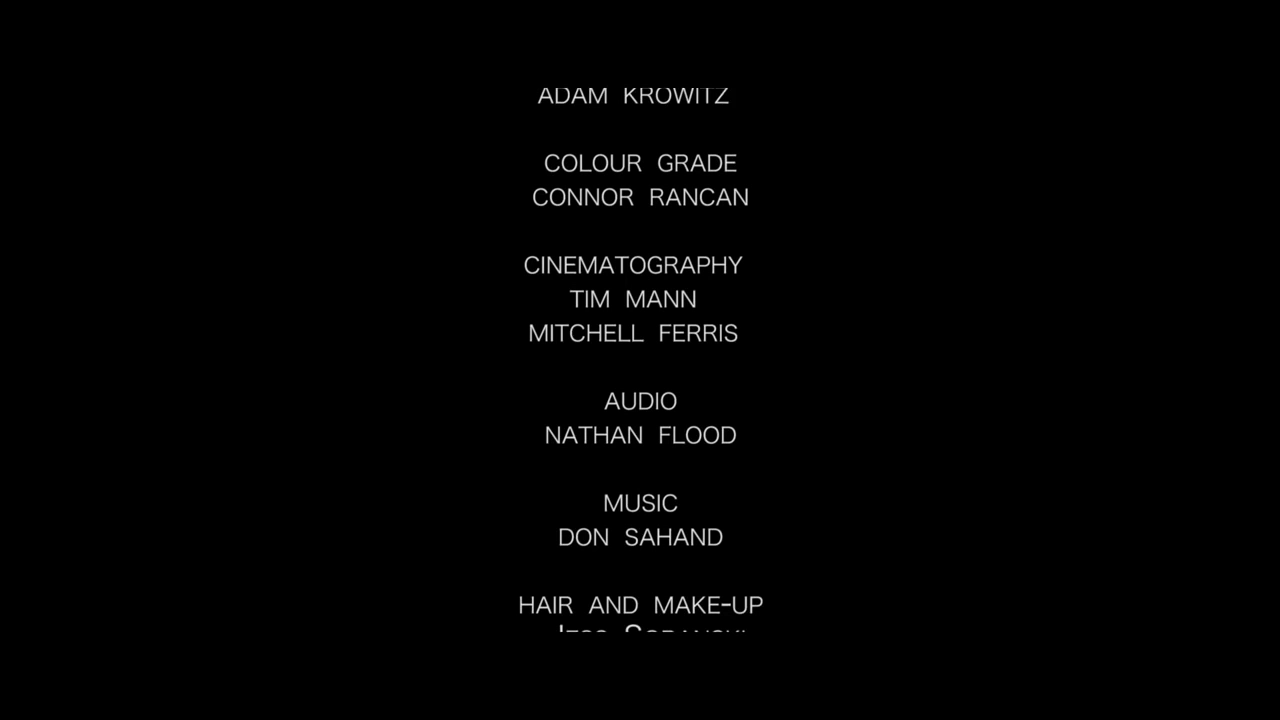 ADAM KROWITZ
COLOUR GRADE
CONNOR RANCAN
CINEMATOGRAPHY
TIM MANN
MITCHELL FERRIS
AUDIO
NATHAN FLOOD
MUSIC
DON SAHAND
HAIR AND MAKE-UP